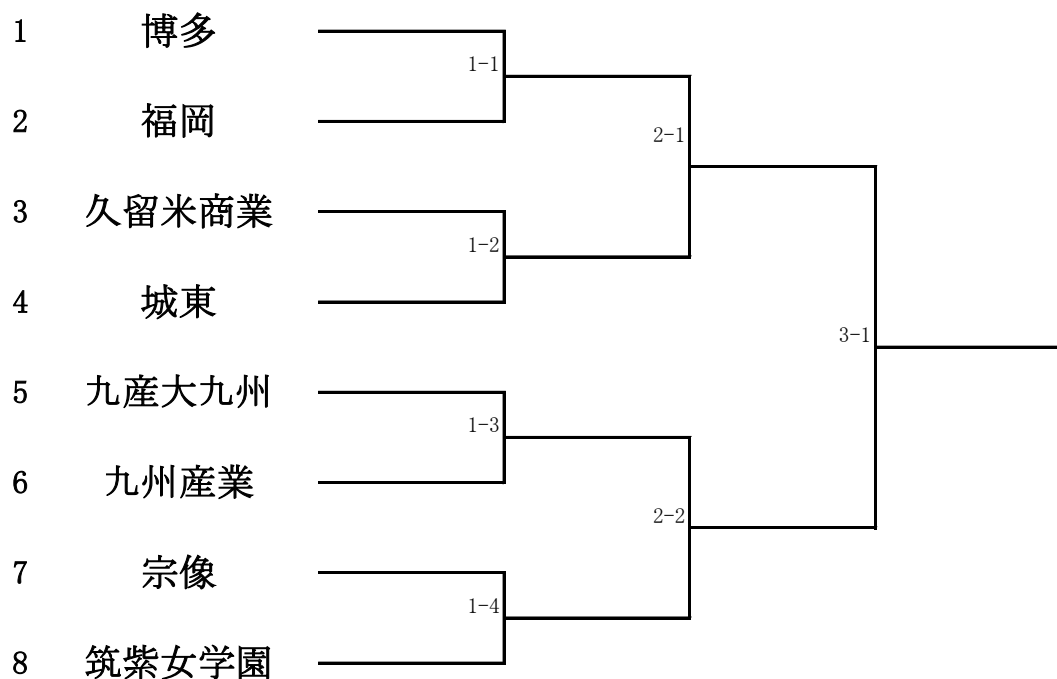 1 博多
1-1
2 福岡
2-1
3 久留米商業
1-2
4 城東
3-1
5 九産大九州
1-3
6 九州産業
2-2
7 宗像
1-4
8 筑紫女学園